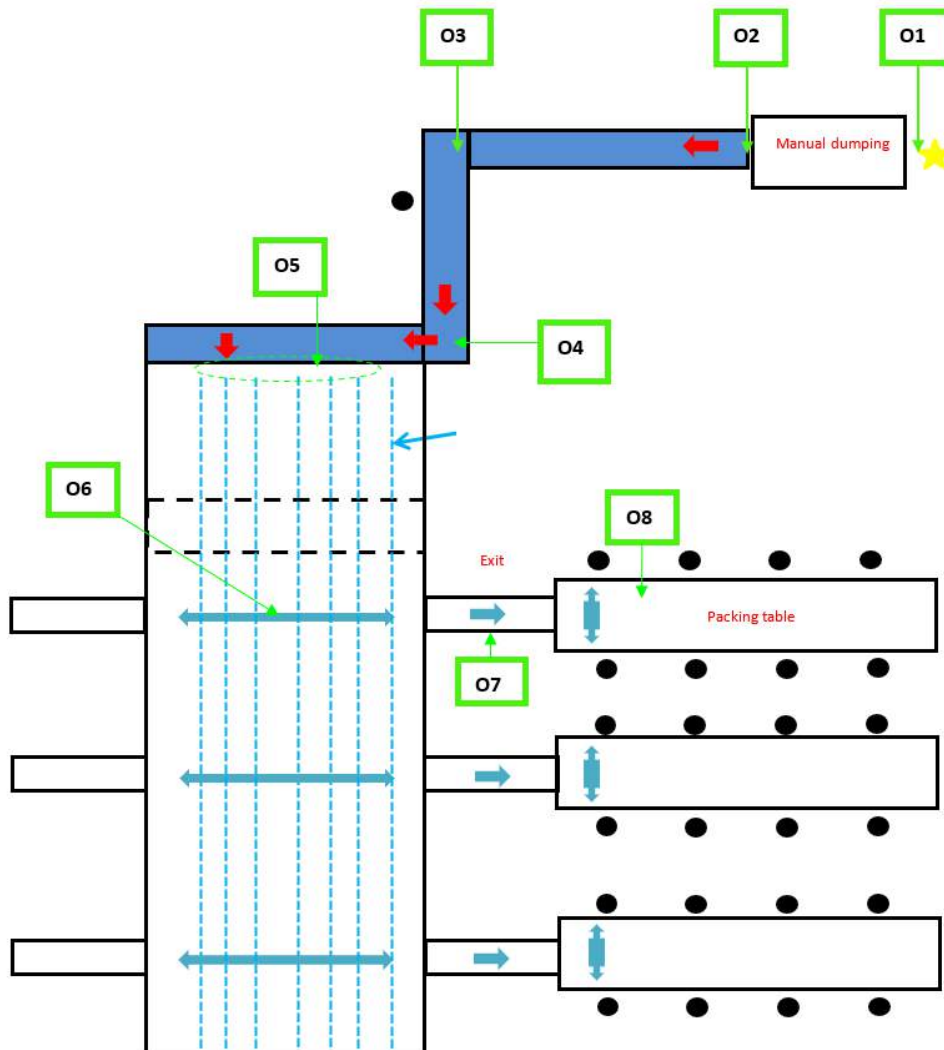 O3
O2
O1
Manual dumping
O5
O4
O6
O8
Exit
Packing table
O7